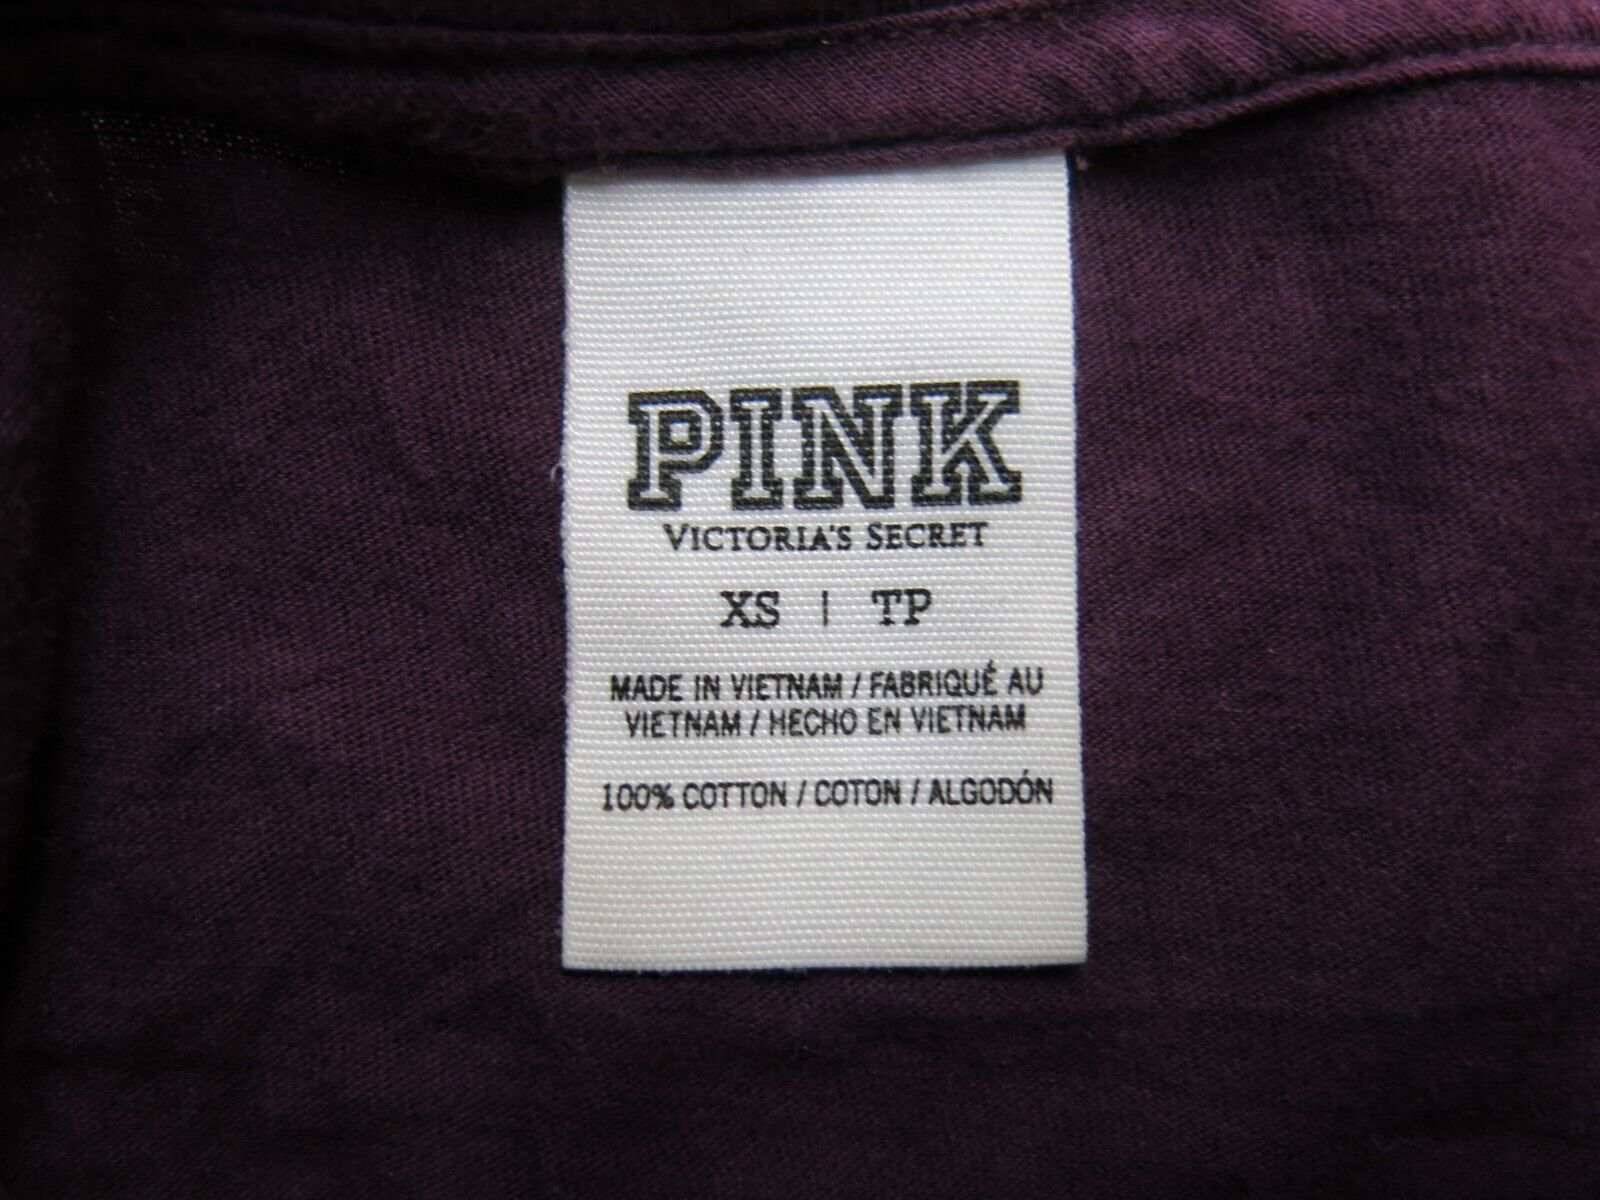 PINK
VICTORIA'S SECRET
XS | TP
MADE IN VIETNAM / FABRIQUÉ AU
VIETNAM / HECHO EN VIETNAM
100% COTTON / COTON / ALGODÓN